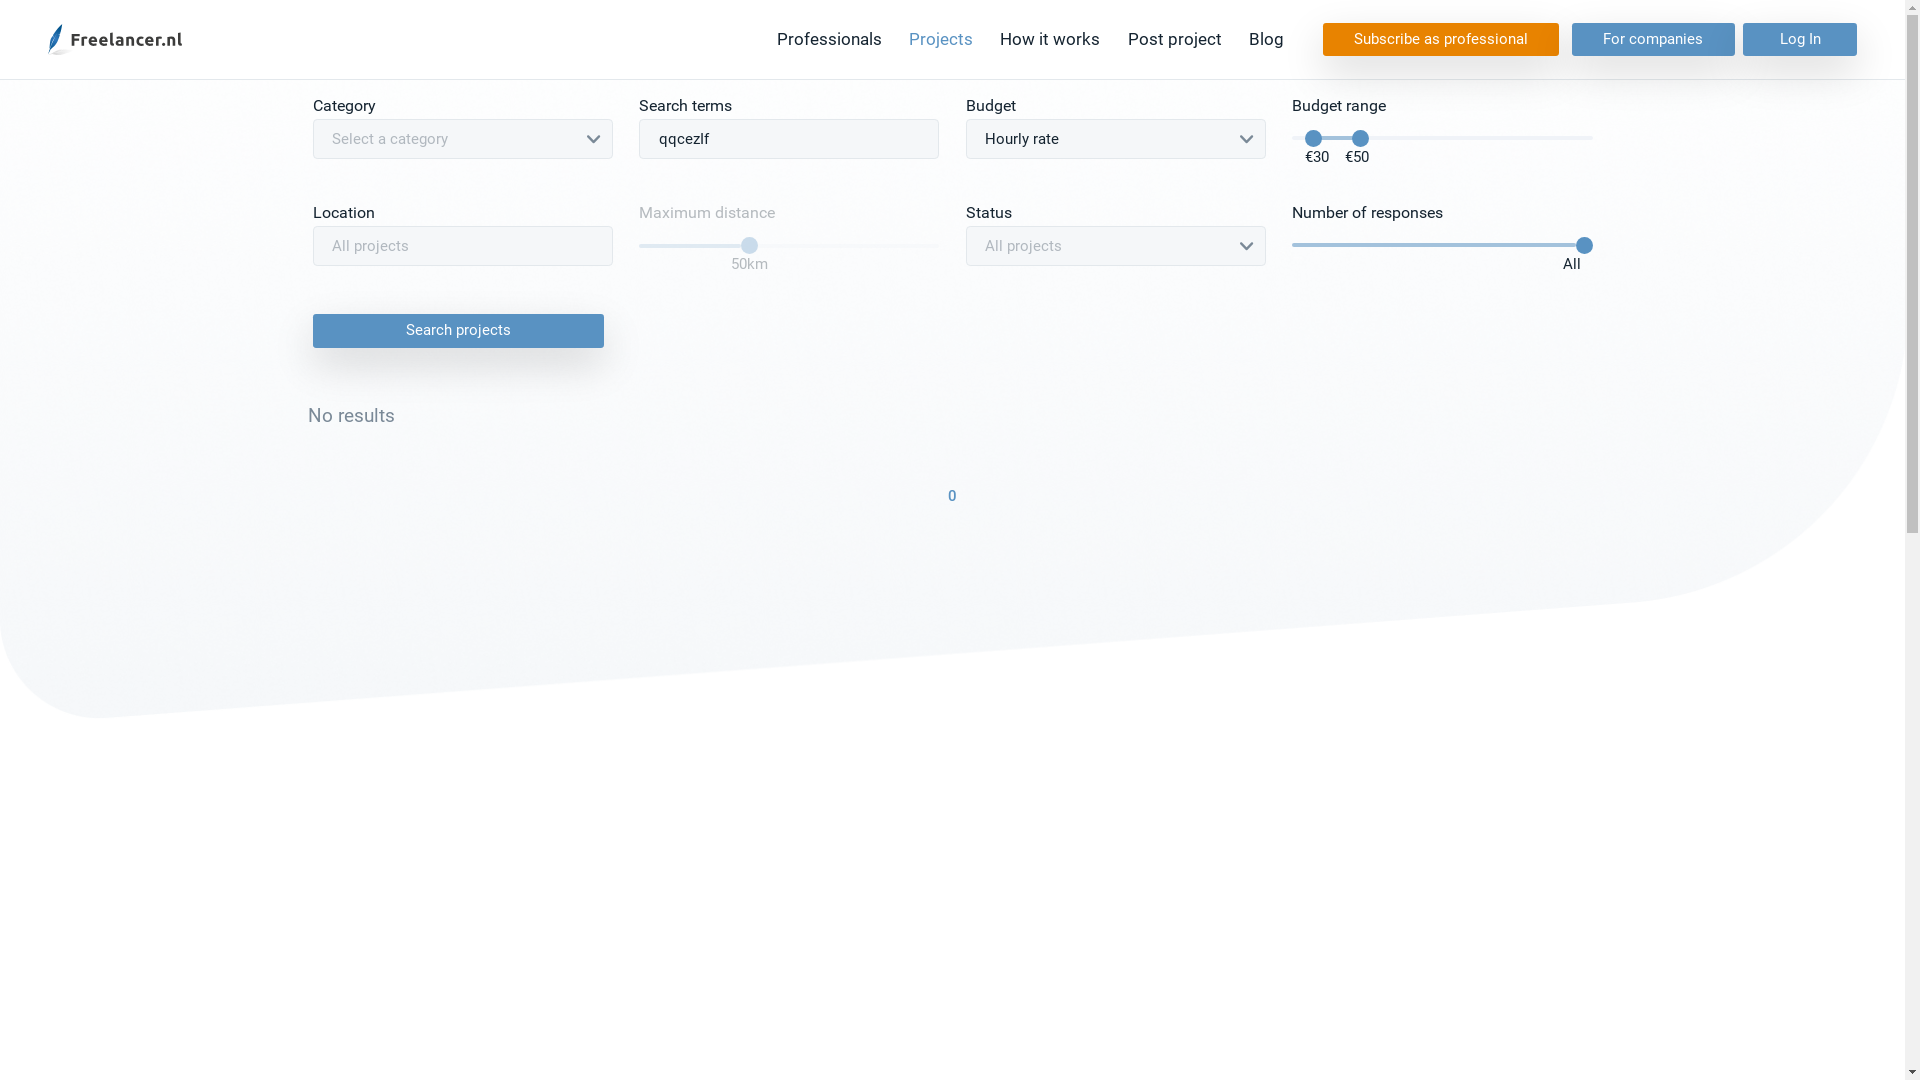 Freelancer.nl
Professionals
Projects
How it works
Post project
Blog
Subscribe as professional
For companies
Log In
Category
Select a category
Search terms
qqcezlf
Budget
Hourly rate
Budget range
€30 €50
Location
All projects
Maximum distance
50km
Status
All projects
Number of responses
All
Search projects
No results
0